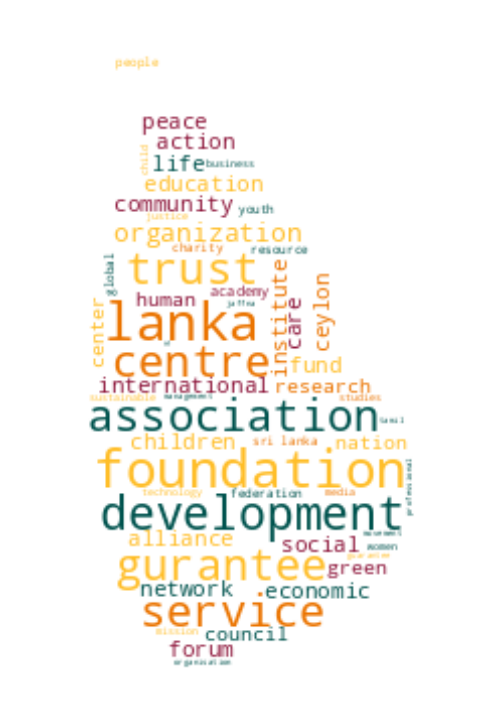 people
peace
action
child
life business
education
community youth
justice
organization
charity resource
global
trust
academy
human jaffna
institute
care
ceylon
center
lanka
centre
fund
international research
sustainable management studies
association tamil
children sri lanka nation
foundation
professional
technology federation media
development
alliance
social women
gurantee guarantee
green
network economic
service
mission council
forum
organisation